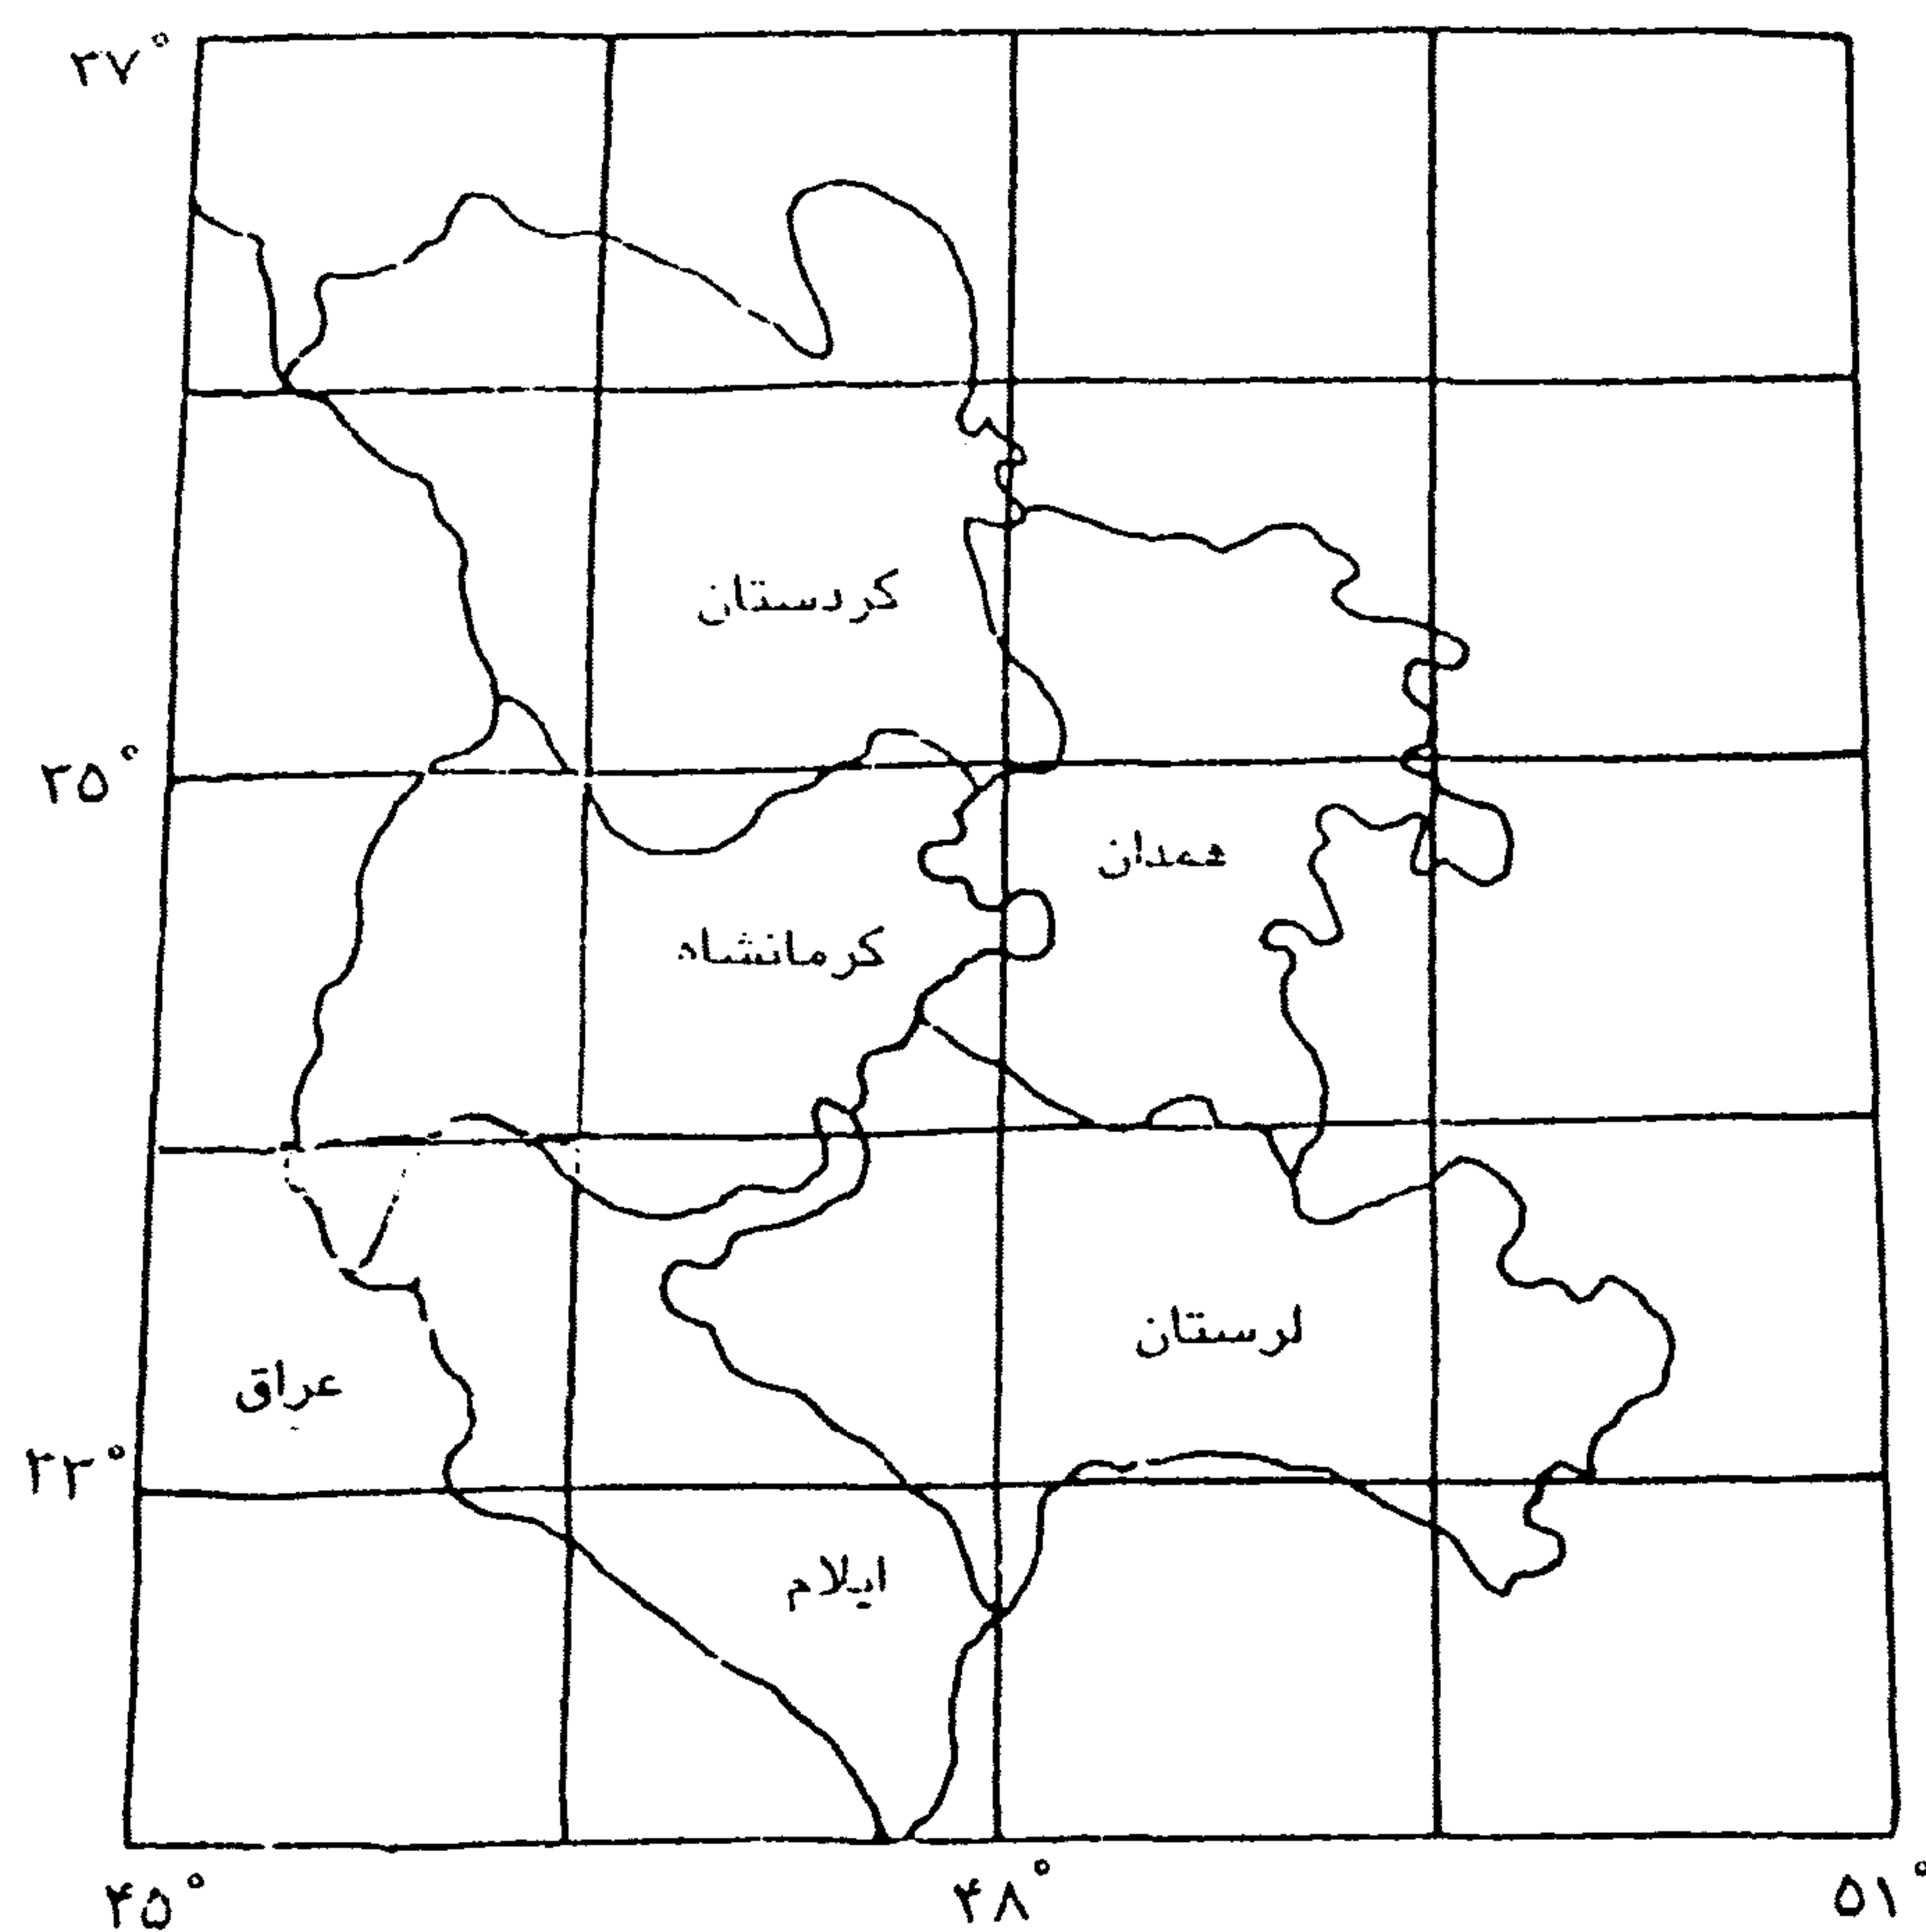 ۳۷°
کردستان
۳۵°
همدان
کرمانشاه
لرستان
عراق
۳۳°
ایلام
۴۵° ۴۸° ۵۱°